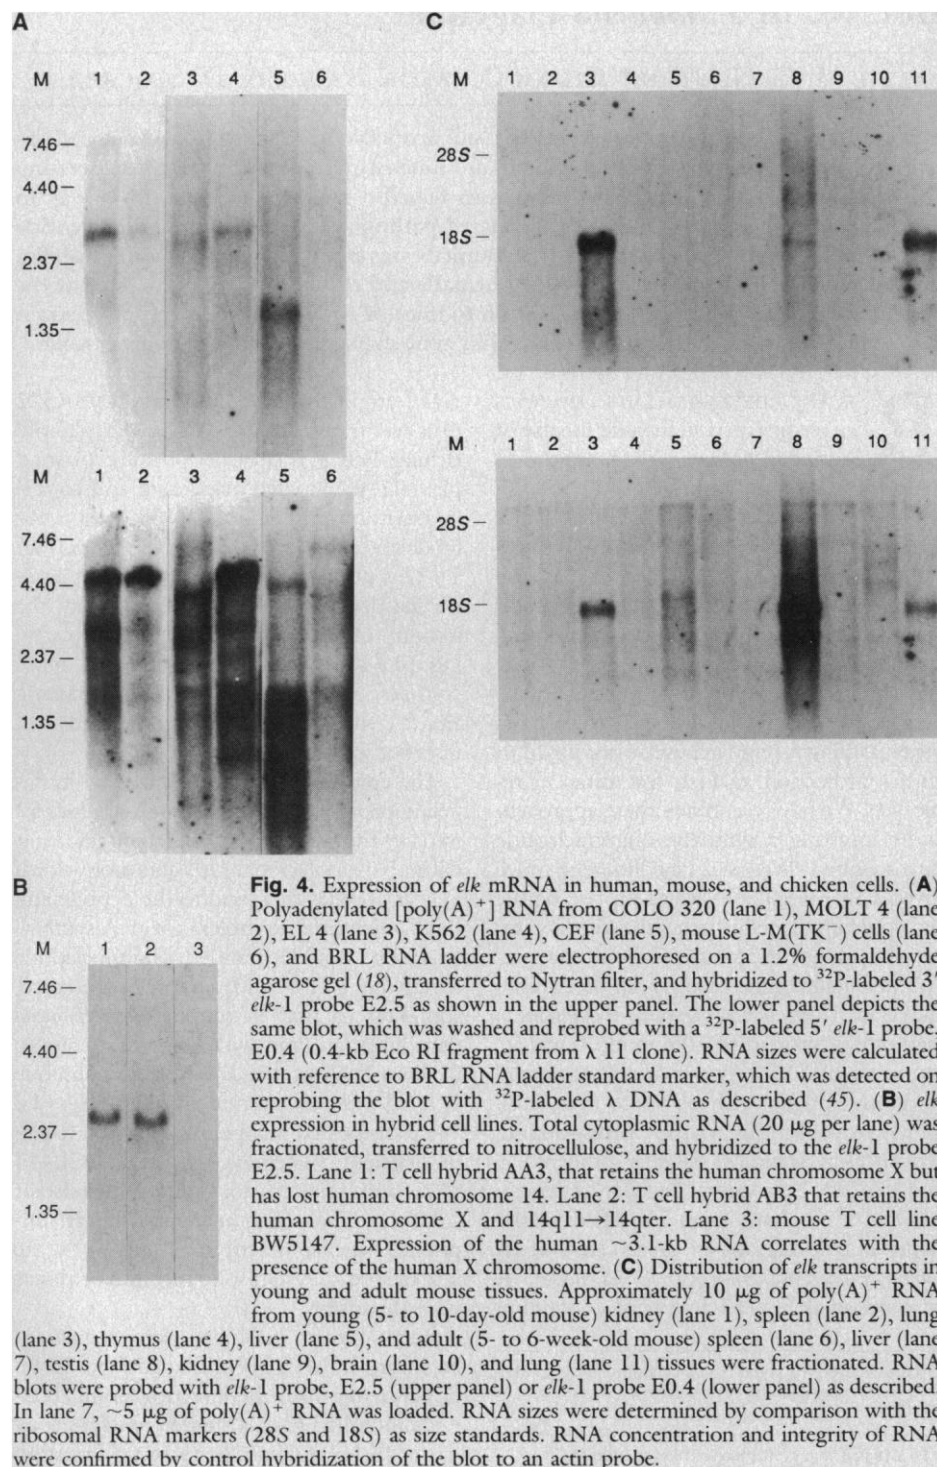 A
M 1 2 3 4 5 6
7.46
4.40
2.37
1.35
M 1 2 3 4 5 6
7.46
4.40
2.37
1.35
C
M 1 2 3 4 5 6 7 8 9 10 11
28S
18S
M 1 2 3 4 5 6 7 8 9 10 11
28S
18S
B
M 1 2 3
7.46
4.40
2.37
1.35
Fig. 4. Expression of elk mRNA in human, mouse, and chicken cells. (A)
Polyadenylated [poly(A)⁺] RNA from COLO 320 (lane 1), MOLT 4 (lane
2), EL 4 (lane 3), K562 (lane 4), CEF (lane 5), mouse L-M(TK⁻) cells (lane
6), and BRL RNA ladder were electrophoresed on a 1.2% formaldehyde
agarose gel (18), transferred to Nytran filter, and hybridized to ³²P-labeled 3′
elk-1 probe E2.5 as shown in the upper panel. The lower panel depicts the
same blot, which was washed and reprobed with a ³²P-labeled 5′ elk-1 probe,
E0.4 (0.4-kb Eco RI fragment from λ 11 clone). RNA sizes were calculated
with reference to BRL RNA ladder standard marker, which was detected on
reprobing the blot with ³²P-labeled λ DNA as described (45). (B) elk
expression in hybrid cell lines. Total cytoplasmic RNA (20 μg per lane) was
fractionated, transferred to nitrocellulose, and hybridized to the elk-1 probe
E2.5. Lane 1: T cell hybrid AA3, that retains the human chromosome X but
has lost human chromosome 14. Lane 2: T cell hybrid AB3 that retains the
human chromosome X and 14q11→14qter. Lane 3: mouse T cell line
BW5147. Expression of the human ~3.1-kb RNA correlates with the
presence of the human X chromosome. (C) Distribution of elk transcripts in
young and adult mouse tissues. Approximately 10 μg of poly(A)⁺ RNA
from young (5- to 10-day-old mouse) kidney (lane 1), spleen (lane 2), lung
(lane 3), thymus (lane 4), liver (lane 5), and adult (5- to 6-week-old mouse) spleen (lane 6), liver (lane
7), testis (lane 8), kidney (lane 9), brain (lane 10), and lung (lane 11) tissues were fractionated. RNA
blots were probed with elk-1 probe, E2.5 (upper panel) or elk-1 probe E0.4 (lower panel) as described.
In lane 7, ~5 μg of poly(A)⁺ RNA was loaded. RNA sizes were determined by comparison with the
ribosomal RNA markers (28S and 18S) as size standards. RNA concentration and integrity of RNA
were confirmed by control hybridization of the blot to an actin probe.